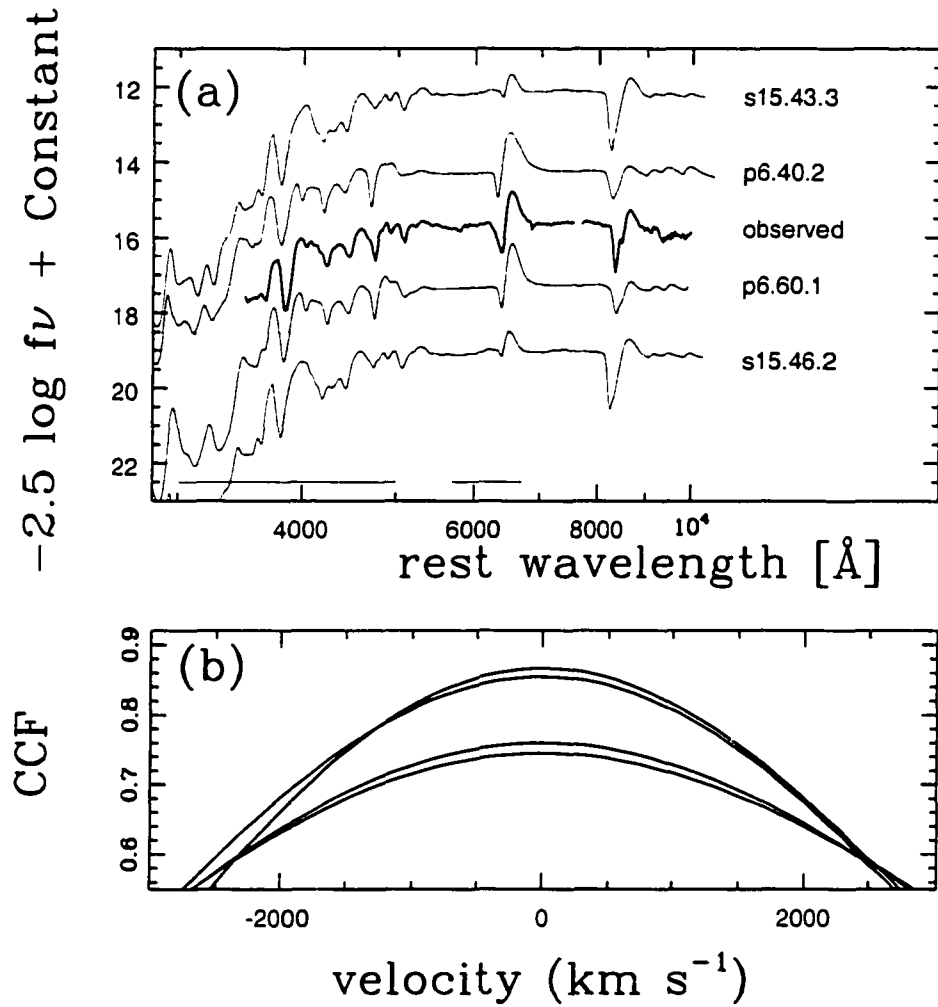 (a)
-2.5 log fν + Constant
12
14
16
18
20
22
s15.43.3
p6.40.2
observed
p6.60.1
s15.46.2
4000
6000
8000
10⁴
rest wavelength [Å]
(b)
CCF
0.9
0.8
0.7
0.6
-2000
0
2000
velocity (km s⁻¹)